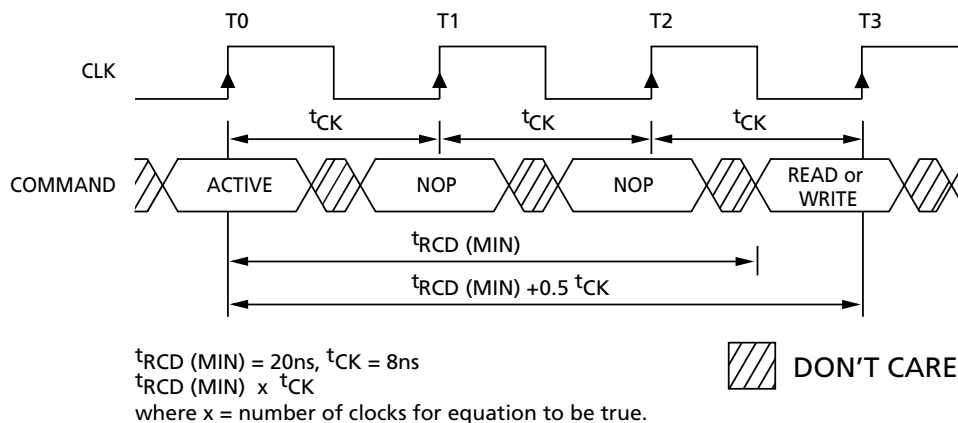 T0 T1 T2 T3
CLK
tCK tCK tCK
COMMAND ACTIVE NOP NOP READ or
WRITE
tRCD (MIN)
tRCD (MIN) +0.5 tCK
tRCD (MIN) = 20ns, tCK = 8ns
tRCD (MIN) x tCK
where x = number of clocks for equation to be true.
DON'T CARE